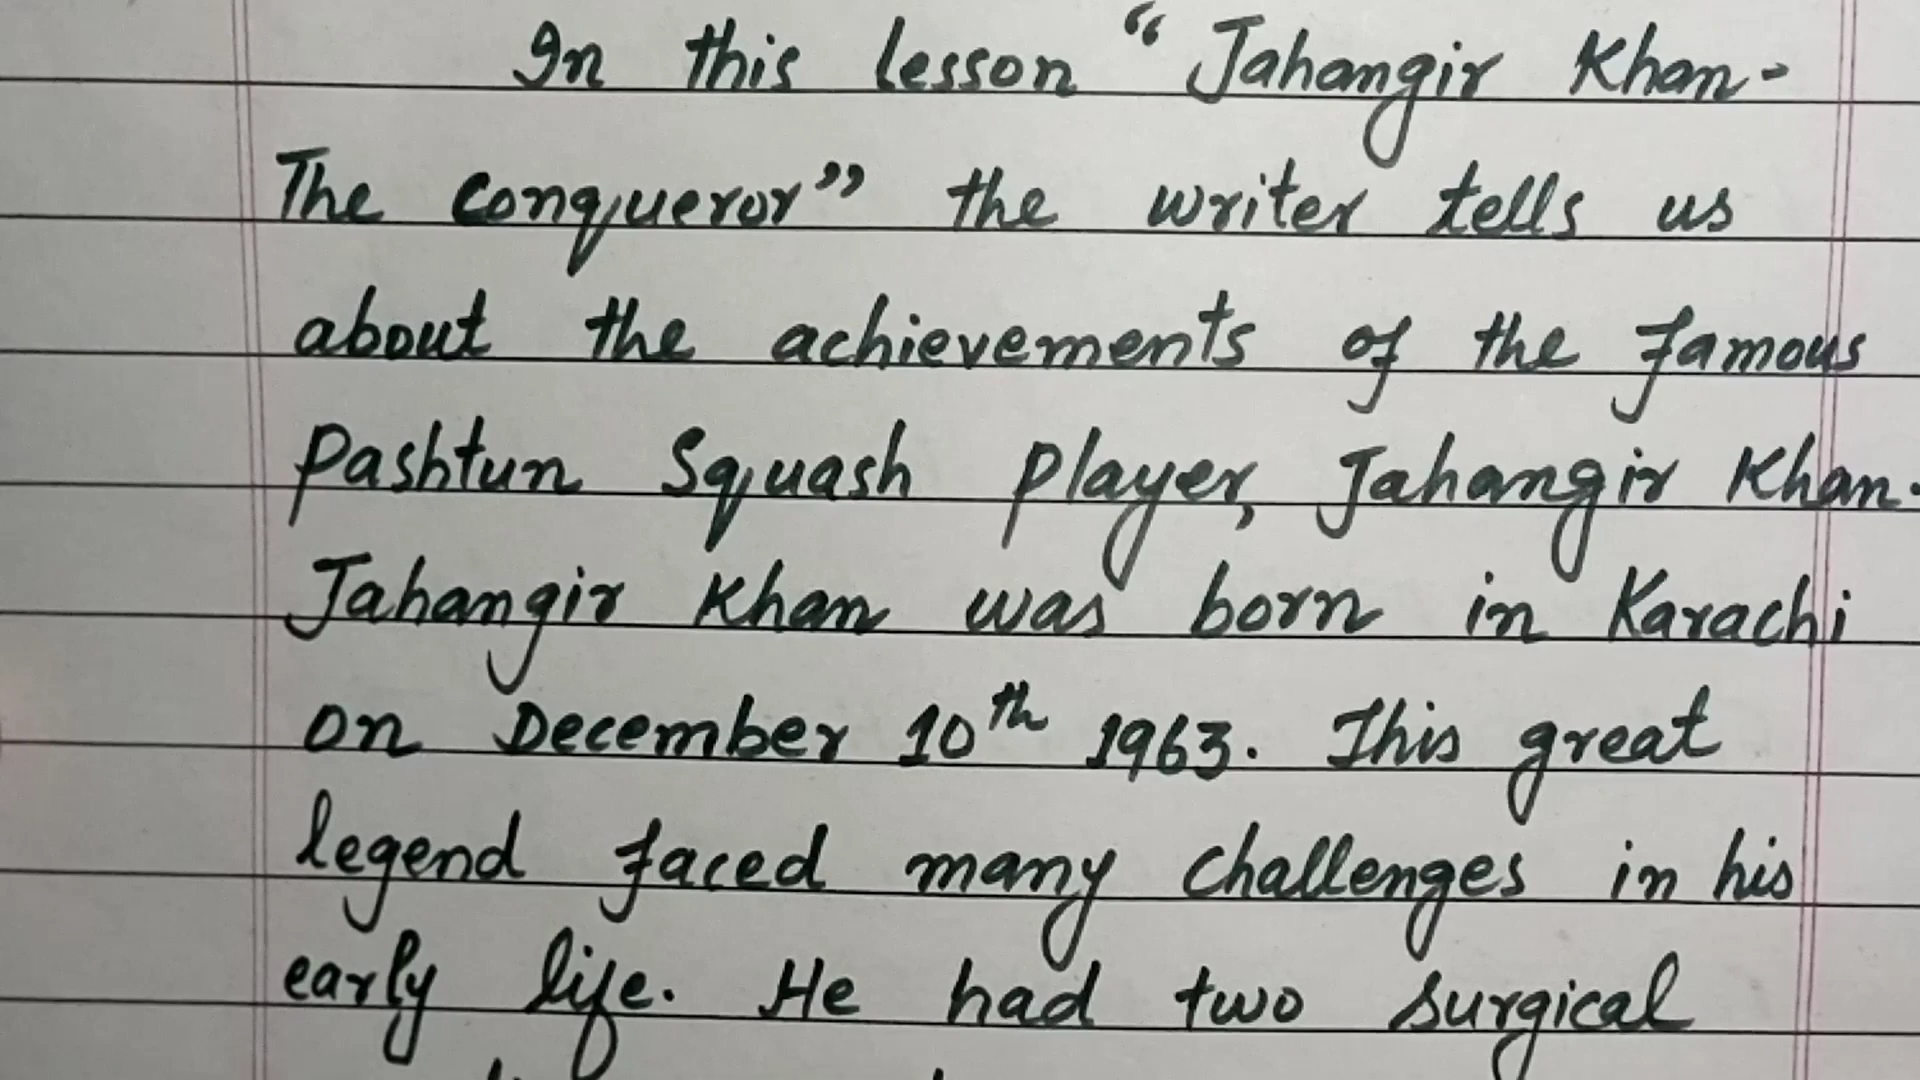 In this lesson “Jahangir Khan-
The Conqueror” the writer tells us
about the achievements of the famous
Pashtun Squash player, Jahangir Khan.
Jahangir Khan was born in Karachi
on December 10th 1963. This great
legend faced many challenges in his
early life. He had two surgical